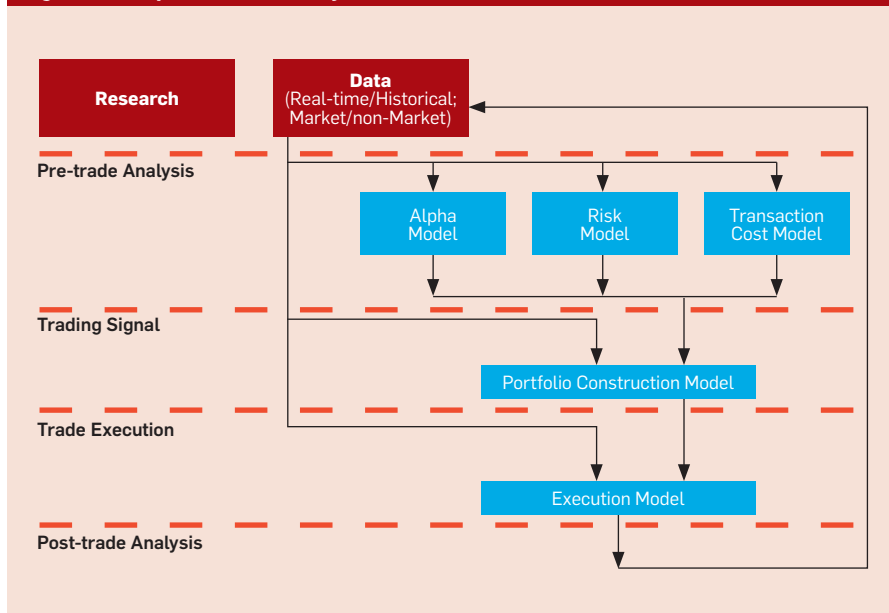 Research
Data
(Real-time/Historical;
Market/non-Market)
Pre-trade Analysis
Alpha
Model
Risk
Model
Transaction
Cost Model
Trading Signal
Portfolio Construction Model
Trade Execution
Execution Model
Post-trade Analysis